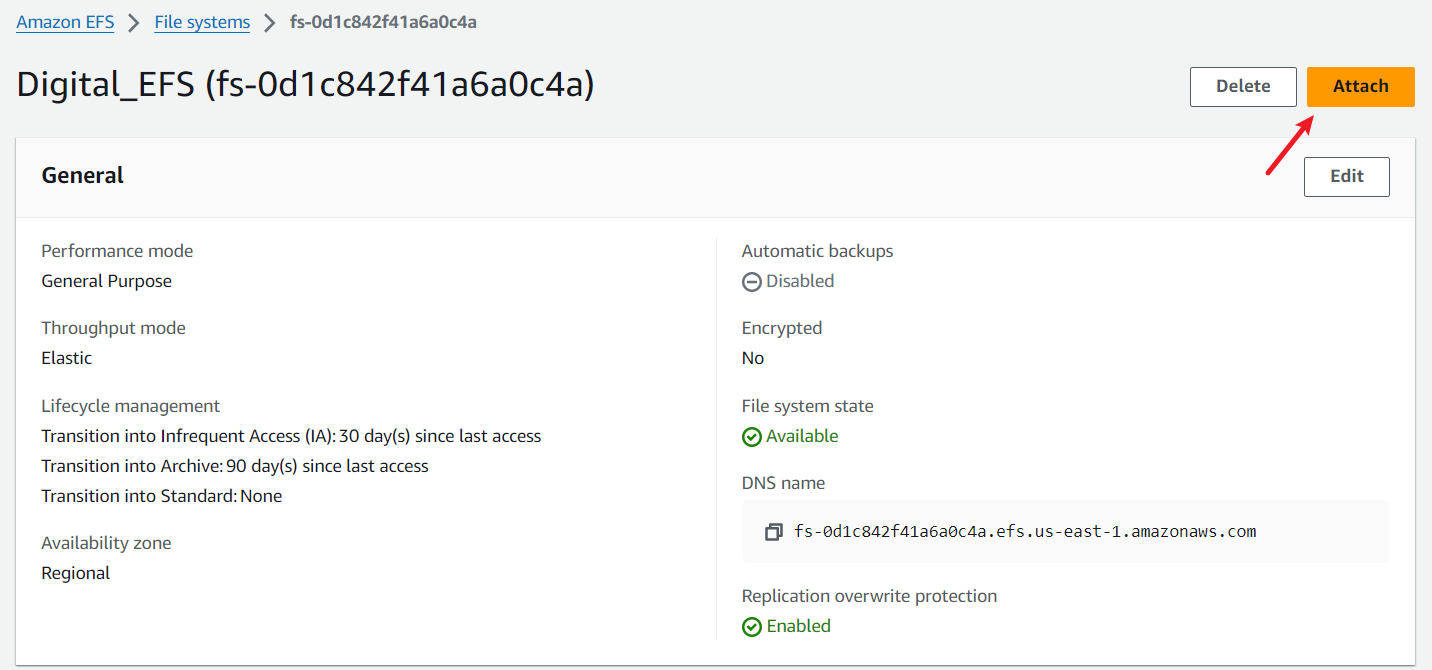 Amazon EFS > File systems > fs-0d1c842f41a6a0c4a
Digital_EFS (fs-0d1c842f41a6a0c4a)
Delete
Attach
General
Edit
Performance mode
General Purpose
Throughput mode
Elastic
Lifecycle management
Transition into Infrequent Access (IA): 30 day(s) since last access
Transition into Archive: 90 day(s) since last access
Transition into Standard: None
Availability zone
Regional
Automatic backups
Disabled
Encrypted
No
File system state
Available
DNS name
fs-0d1c842f41a6a0c4a.efs.us-east-1.amazonaws.com
Replication overwrite protection
Enabled